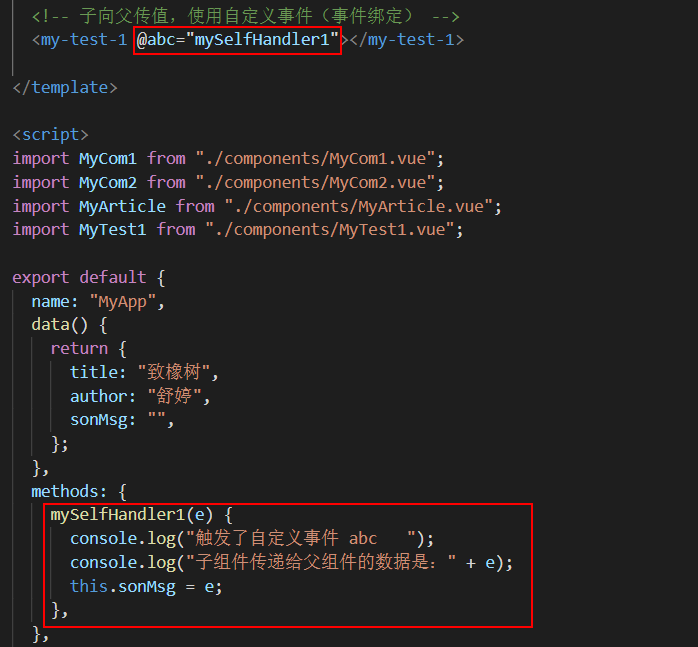 <!-- 子向父传值，使用自定义事件（事件绑定） -->
<my-test-1 @abc="mySelfHandler1"></my-test-1>
</template>
<script>
import MyCom1 from "./components/MyCom1.vue";
import MyCom2 from "./components/MyCom2.vue";
import MyArticle from "./components/MyArticle.vue";
import MyTest1 from "./components/MyTest1.vue";
export default {
name: "MyApp",
data() {
return {
title: "致橡树",
author: "舒婷",
sonMsg: "",
};
},
methods: {
mySelfHandler1(e) {
console.log("触发了自定义事件 abc   ");
console.log("子组件传递给父组件的数据是：" + e);
this.sonMsg = e;
},
},